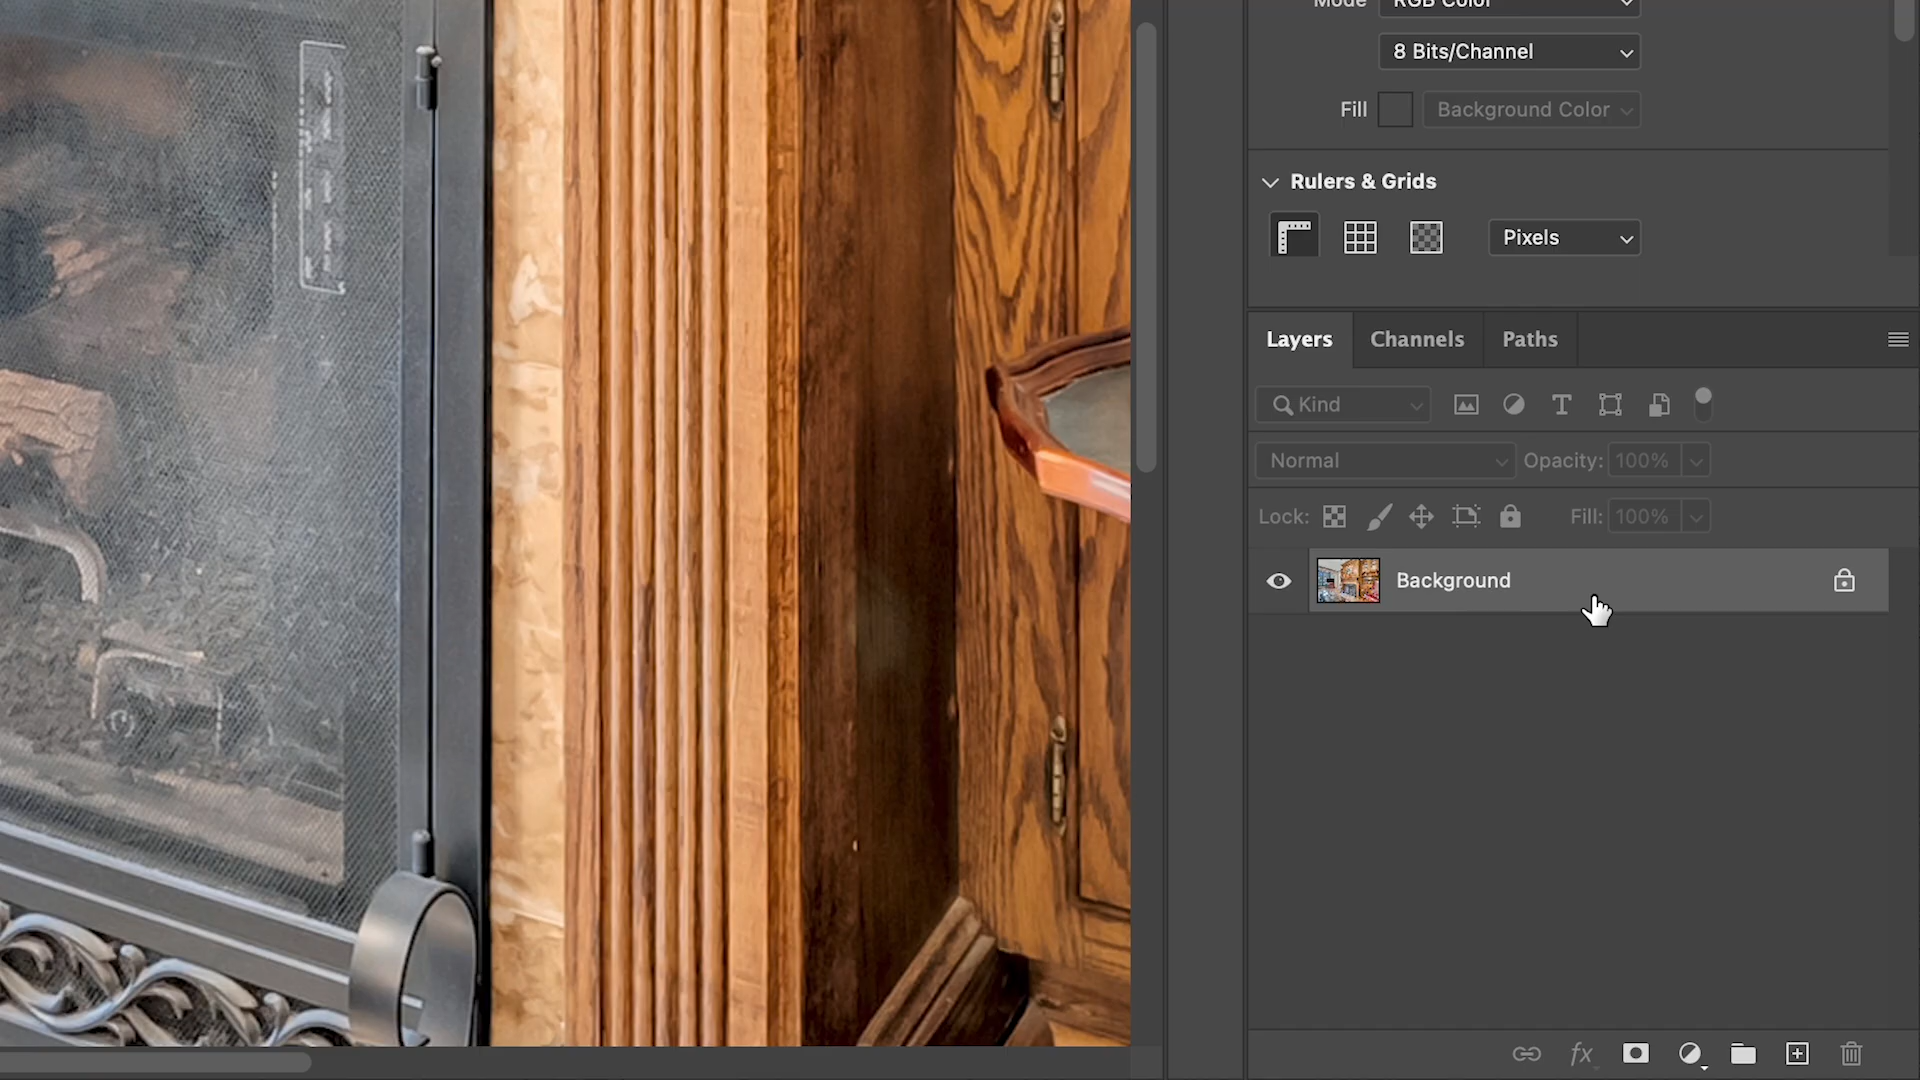 Mode RGB Color
8 Bits/Channel
Fill Background Color
Rulers & Grids
Pixels
Layers Channels Paths
Kind
Normal Opacity: 100%
Lock: Fill: 100%
Background
fx